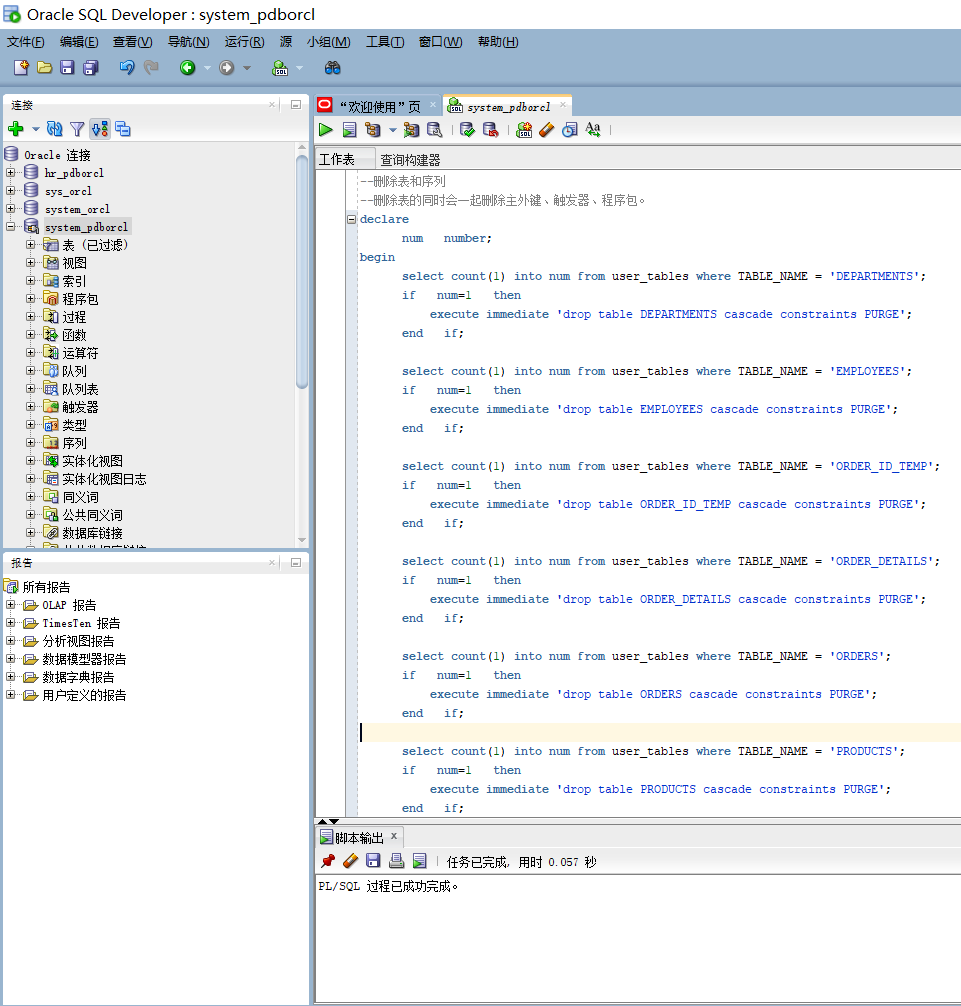 Oracle SQL Developer : system_pdborcl
文件(F) 编辑(E) 查看(V) 导航(N) 运行(R) 源 小组(M) 工具(T) 窗口(W) 帮助(H)
连接
Oracle 连接
hr_pdborcl
sys_orcl
system_orcl
system_pdborcl
表 (已过滤)
视图
索引
程序包
过程
函数
运算符
队列
队列表
触发器
类型
序列
实体化视图
实体化视图日志
同义词
公共同义词
数据库链接
报告
所有报告
OLAP 报告
TimesTen 报告
分析视图报告
数据模型器报告
数据字典报告
用户定义的报告
“欢迎使用”页 system_pdborcl
工作表 查询构建器
--删除表和序列
--删除表的同时会一起删除主外键、触发器、程序包。
declare
num number;
begin
select count(1) into num from user_tables where TABLE_NAME = 'DEPARTMENTS';
if num=1 then
execute immediate 'drop table DEPARTMENTS cascade constraints PURGE';
end if;
select count(1) into num from user_tables where TABLE_NAME = 'EMPLOYEES';
if num=1 then
execute immediate 'drop table EMPLOYEES cascade constraints PURGE';
end if;
select count(1) into num from user_tables where TABLE_NAME = 'ORDER_ID_TEMP';
if num=1 then
execute immediate 'drop table ORDER_ID_TEMP cascade constraints PURGE';
end if;
select count(1) into num from user_tables where TABLE_NAME = 'ORDER_DETAILS';
if num=1 then
execute immediate 'drop table ORDER_DETAILS cascade constraints PURGE';
end if;
select count(1) into num from user_tables where TABLE_NAME = 'ORDERS';
if num=1 then
execute immediate 'drop table ORDERS cascade constraints PURGE';
end if;
select count(1) into num from user_tables where TABLE_NAME = 'PRODUCTS';
if num=1 then
execute immediate 'drop table PRODUCTS cascade constraints PURGE';
end if;
脚本输出
任务已完成, 用时 0.057 秒
PL/SQL 过程已成功完成。